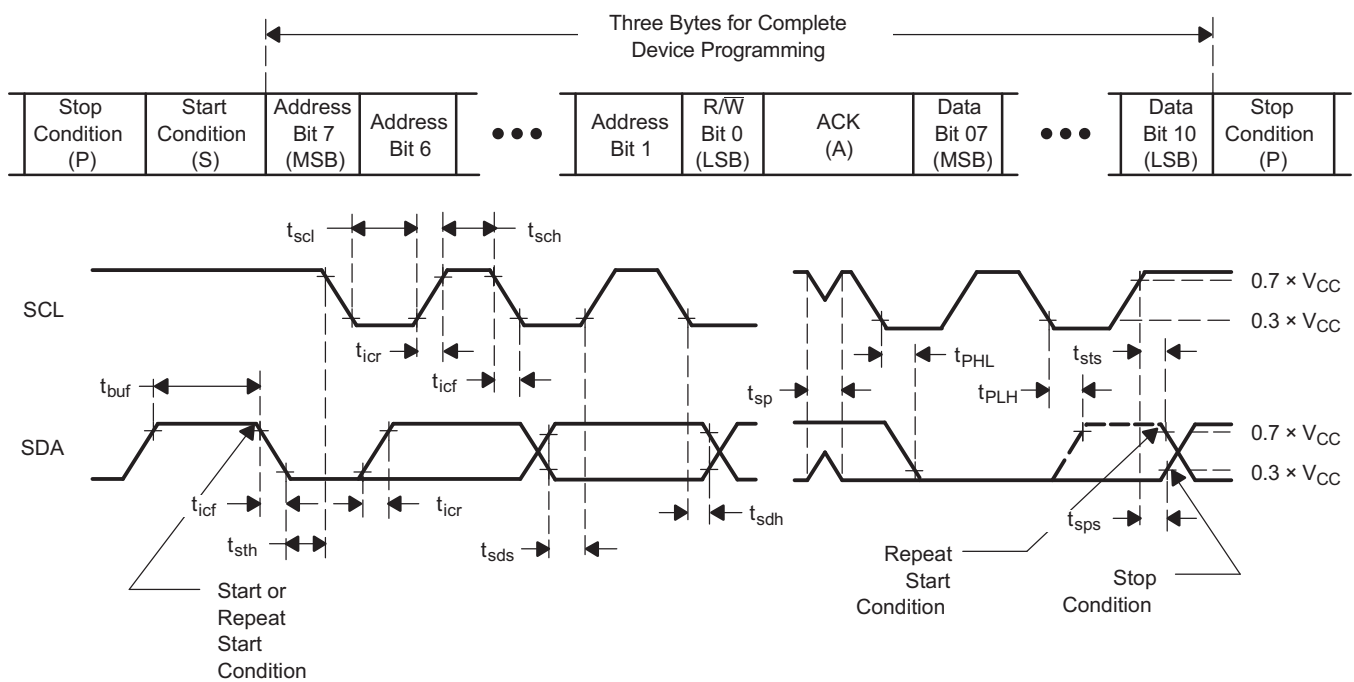 Three Bytes for Complete
Device Programming
Stop
Condition
(P)
Start
Condition
(S)
Address
Bit 7
(MSB)
Address
Bit 6
Address
Bit 1
R/W̅
Bit 0
(LSB)
ACK
(A)
Data
Bit 07
(MSB)
Data
Bit 10
(LSB)
Stop
Condition
(P)
tscl
tsch
SCL
0.7 × VCC
0.3 × VCC
ticr
ticf
tPHL
tsts
tbuf
tsp
tPLH
SDA
0.7 × VCC
0.3 × VCC
ticf
ticr
tsdh
tsth
tsds
tsps
Start or
Repeat
Start
Condition
Repeat
Start
Condition
Stop
Condition